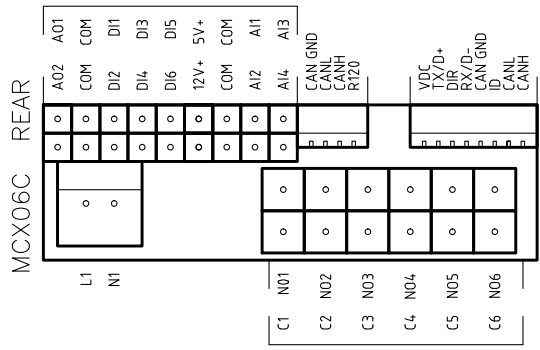 AO1 COM DI1 DI3 DI5 5V+ COM AI1 AI3
AO2 COM DI2 DI4 DI6 12V+ COM AI2 AI4
CAN GND
CANL
CANH
R120
VDC
TX/D+
DIR
RX/D-
CAN GND
ID
CANL
CANH
MCX06C REAR
L1 N1
NO1 NO2 NO3 NO4 NO5 NO6
C1 C2 C3 C4 C5 C6